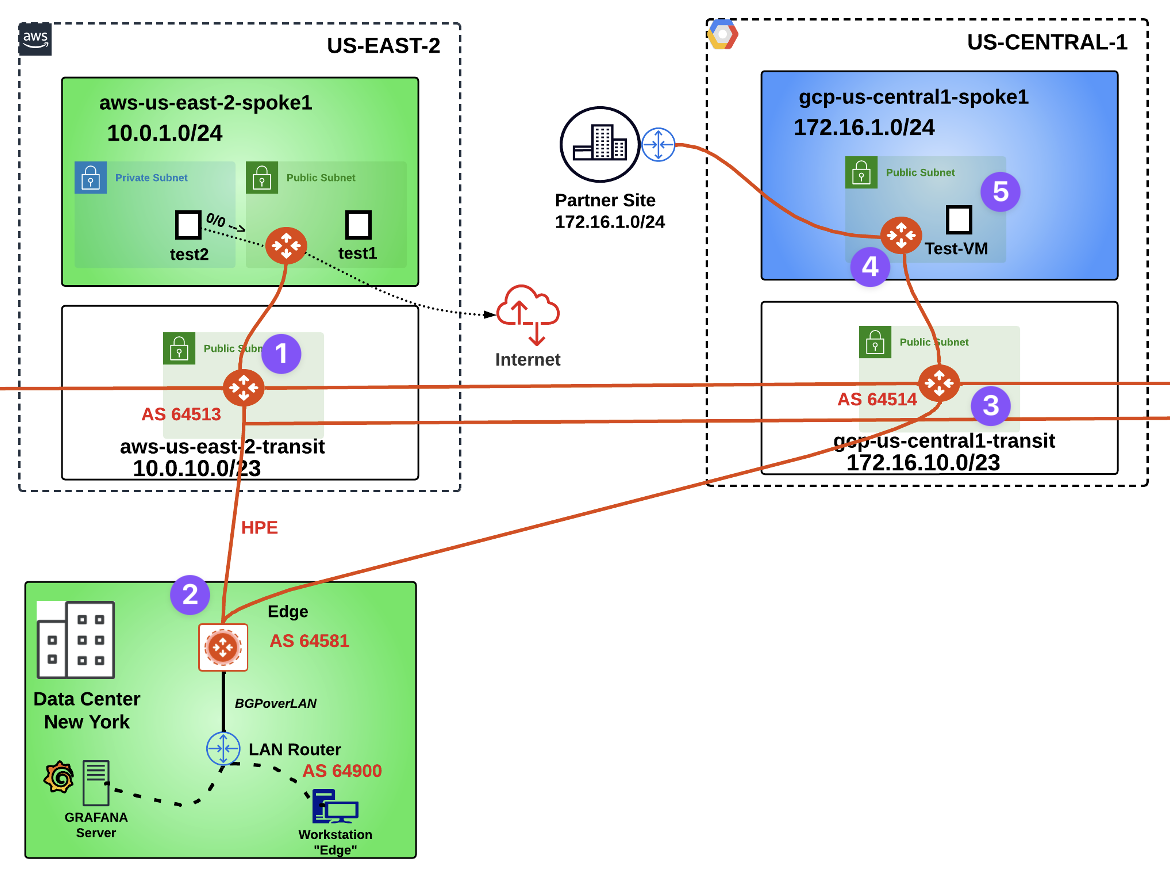 aws
US-EAST-2
aws-us-east-2-spoke1
10.0.1.0/24
Private Subnet
Public Subnet
0/0 -->
test2
test1
Internet
1
Public Subn
AS 64513
aws-us-east-2-transit
10.0.10.0/23
HPE
Partner Site
172.16.1.0/24
US-CENTRAL-1
gcp-us-central1-spoke1
172.16.1.0/24
Public Subnet
5
Test-VM
4
Public Subnet
AS 64514
3
gcp-us-central1-transit
172.16.10.0/23
2
Edge
AS 64581
Data Center
New York
BGPoverLAN
LAN Router
AS 64900
GRAFANA
Server
Workstation
"Edge"